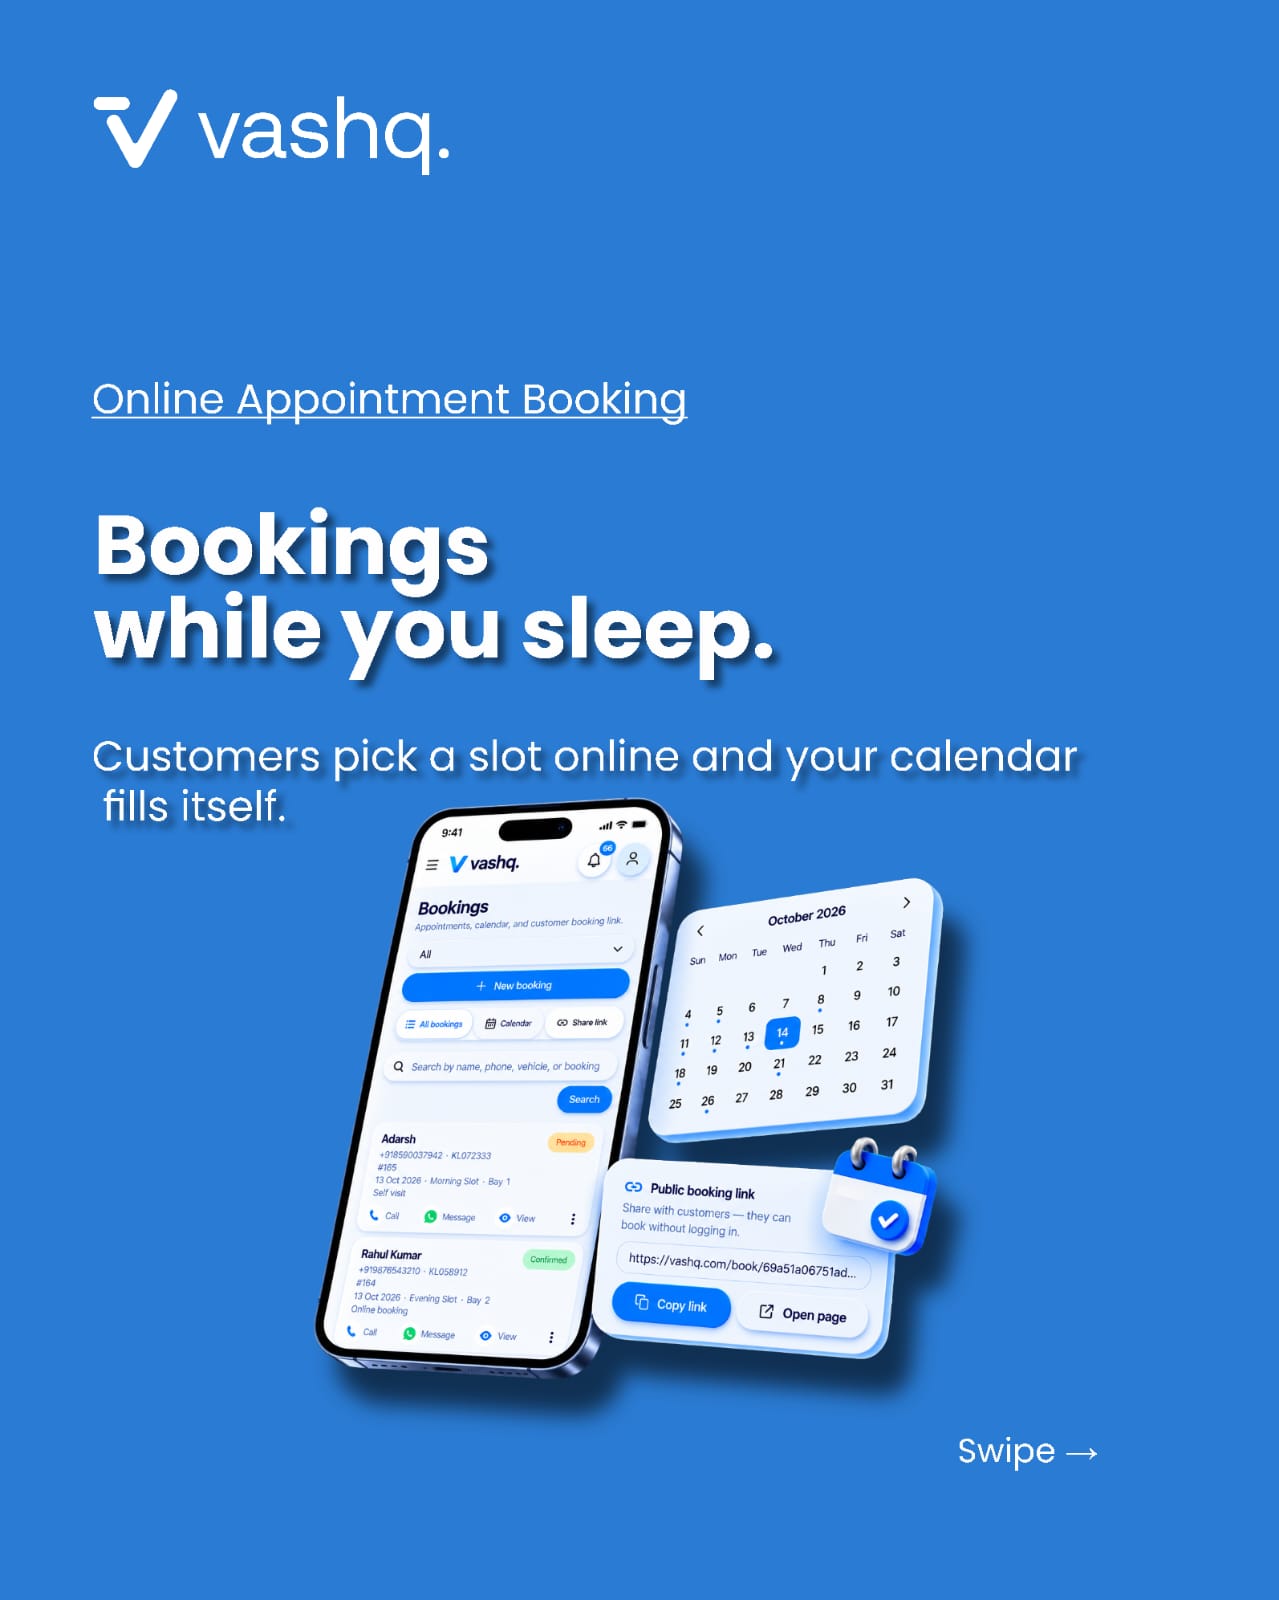 vashq.
Online Appointment Booking
Bookings
while you sleep.
Customers pick a slot online and your calendar
fills itself.
9:41
vashq.
66
Bookings
Appointments, calendar, and customer booking link.
All
+ New booking
All bookings
Calendar
Share link
Search by name, phone, vehicle, or booking
Search
Adarsh
Pending
+918590037942 · KL072333
#165
13 Oct 2026 · Morning Slot · Bay 1
Self visit
Call
Message
View
Rahul Kumar
Confirmed
+919876543210 · KL058912
#164
13 Oct 2026 · Evening Slot · Bay 2
Online booking
Call
Message
View
October 2026
Sun Mon Tue Wed Thu Fri Sat
1 2 3
4 5 6 7 8 9 10
11 12 13 14 15 16 17
18 19 20 21 22 23 24
25 26 27 28 29 30 31
Public booking link
Share with customers — they can
book without logging in.
https://vashq.com/book/69a51a06751ad...
Copy link
Open page
Swipe →